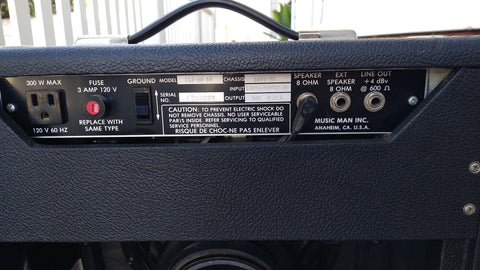 300 W MAX
120 V 60 HZ
FUSE
3 AMP 120 V
REPLACE WITH
SAME TYPE
GROUND
MODEL
CHASSIS
SERIAL
NO.
INPUT
OUTPUT
CAUTION: TO PREVENT ELECTRIC SHOCK DO
NOT REMOVE CHASSIS. NO USER SERVICEABLE
PARTS INSIDE. REFER SERVICING TO QUALIFIED
SERVICE PERSONNEL.
RISQUE DE CHOC-NE PAS ENLEVER
SPEAKER
8 OHM
EXT
SPEAKER
8 OHM
LINE OUT
+4 dBv
@ 600 Ω
MUSIC MAN INC.
ANAHEIM, CA. U.S.A.